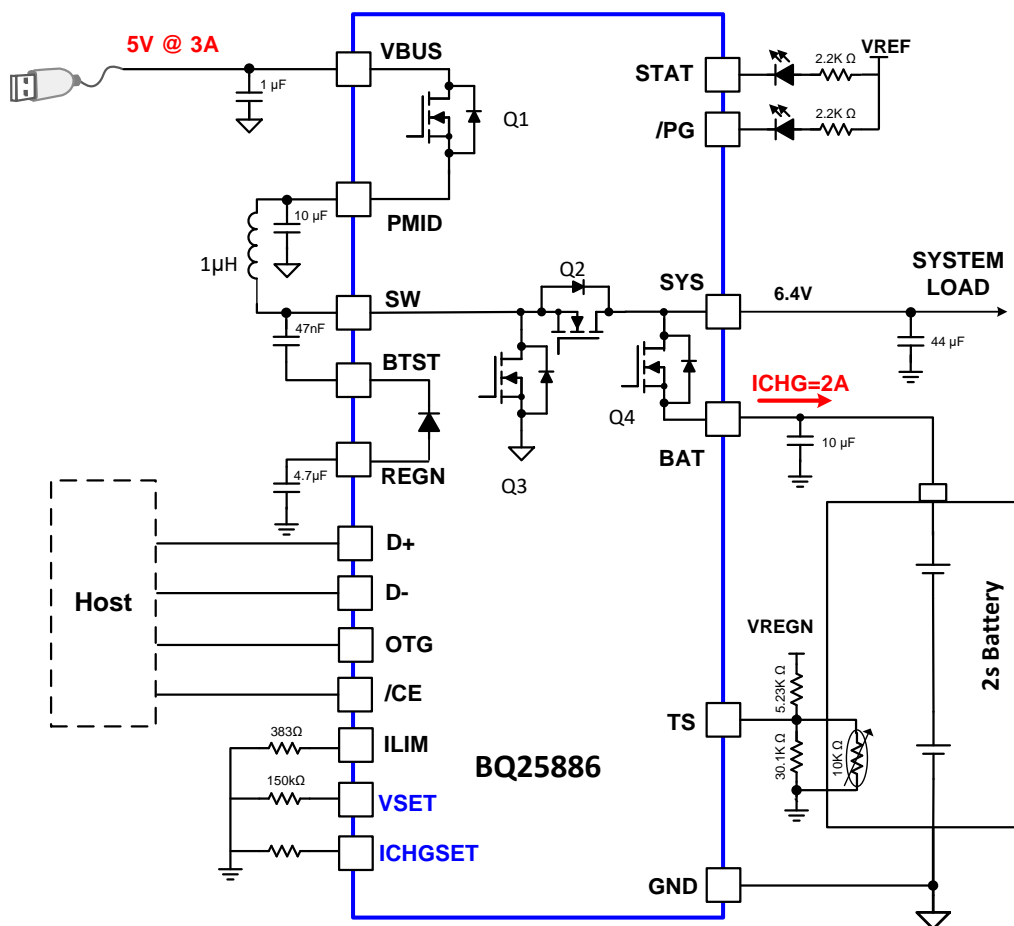 5V @ 3A
VBUS
1 µF
Q1
STAT
2.2K Ω
VREF
/PG
2.2K Ω
PMID
10 µF
1µH
SW
47nF
Q2
SYS
6.4V
SYSTEM
LOAD
44 µF
BTST
Q3
Q4
ICHG=2A
BAT
10 µF
REGN
4.7µF
Host
D+
D-
OTG
/CE
ILIM
383Ω
VSET
150kΩ
ICHGSET
BQ25886
VREGN
5.23K Ω
TS
30.1K Ω
10K Ω
2s Battery
GND